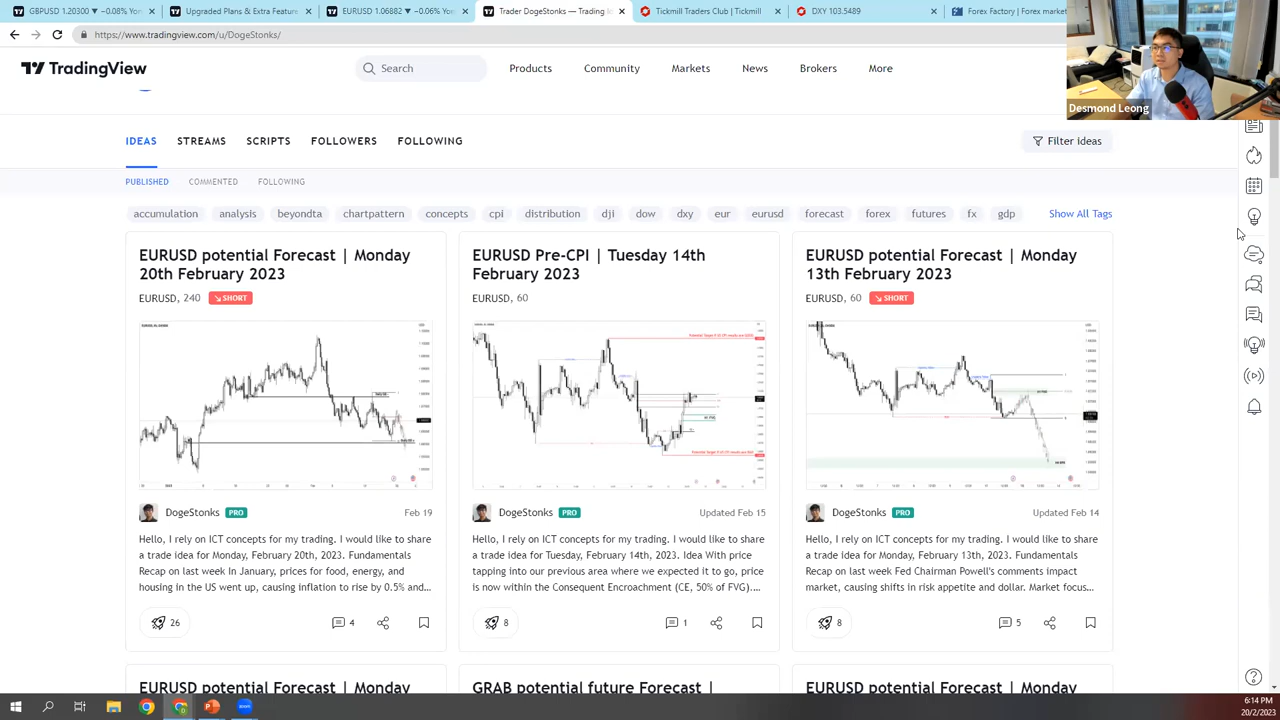 GBPUSD 1.20300 ▼ −0.08% Com
Upgraded Plans & Extra Feature
EURUSD 1.06882 ▼ −0.06% Com
Trader DogeStonks — Trading Id
Tickmill Traders Club | Tickmill
DXY 103.5489
Forex Factory | Forex market
https://www.tradingview.com/u/DogeStonks/
TradingView
Search
Products
Community
Markets
News
Brokers
More
Desmond Leong
IDEAS
STREAMS
SCRIPTS
FOLLOWERS
FOLLOWING
Filter ideas
PUBLISHED
COMMENTED
FOLLOWING
accumulation
analysis
beyondta
chartpattern
concepts
cpi
distribution
dji
dow
dxy
eur
eurusd
forecast
forex
futures
fx
gdp
Show All Tags
EURUSD potential Forecast | Monday
20th February 2023
EURUSD, 240
SHORT
DogeStonks
PRO
Feb 19
Hello, I rely on ICT concepts for my trading. I would like to share
a trade idea for Monday, February 20th, 2023. Fundamentals
Recap on last week In January, prices for food, energy, and
housing in the US went up, causing inflation to rise by 0.5% and...
26
4
EURUSD Pre-CPI | Tuesday 14th
February 2023
EURUSD, 60
DogeStonks
PRO
Updated Feb 15
Hello, I rely on ICT concepts for my trading. I would like to share
a trade idea for Tuesday, February 14th, 2023. Idea With price
tapping into our previous area where we expected it to go, price
is now within the Consequent Encroachment (CE, 50% of FVG)....
8
1
EURUSD potential Forecast | Monday
13th February 2023
EURUSD, 60
SHORT
DogeStonks
PRO
Updated Feb 14
Hello, I rely on ICT concepts for my trading. I would like to share
a trade idea for Monday, February 13th, 2023. Fundamentals
Recap on last week Fed Chairman Powell's comments impact
market, causing shifts in risk appetite and dollar. Market focus...
8
5
EURUSD potential Forecast | Monday
GRAB potential future Forecast |
EURUSD potential Forecast | Monday
6:14 PM
20/2/2023